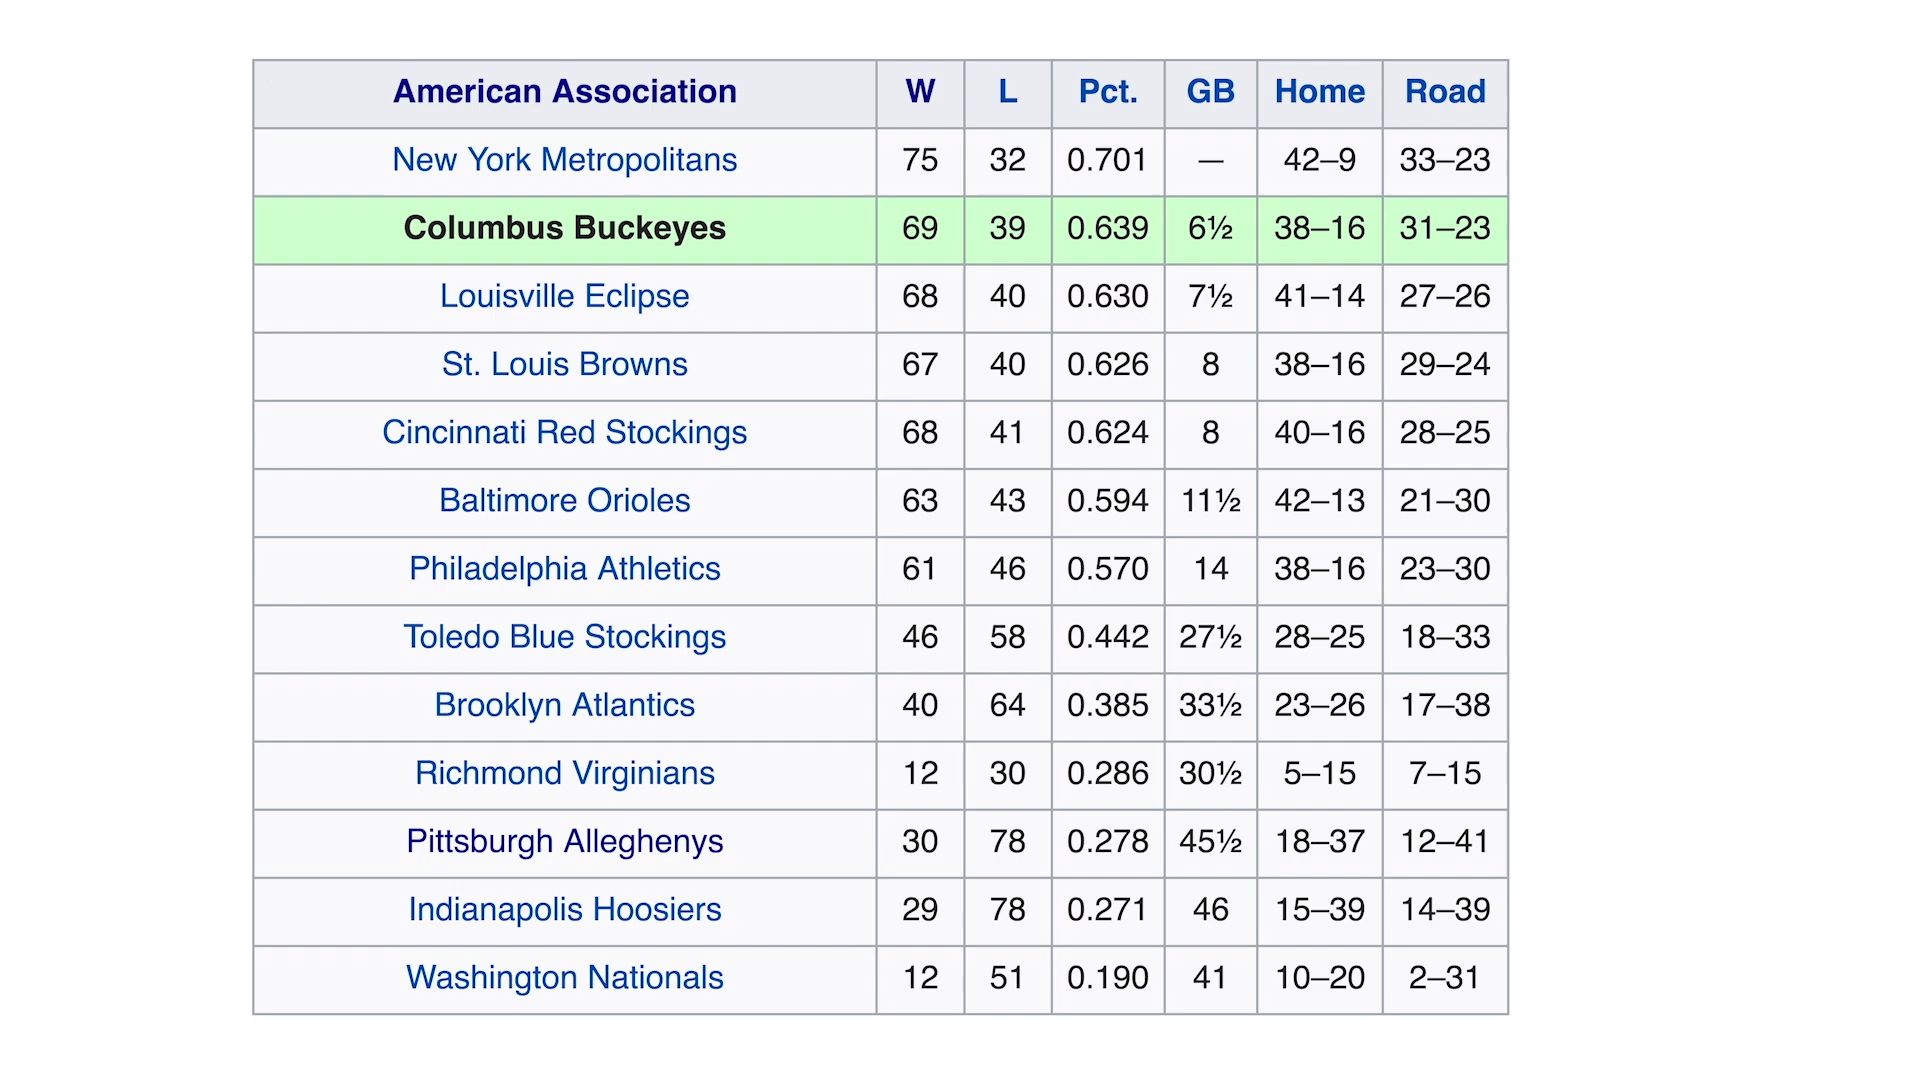 American Association W L Pct. GB Home Road
New York Metropolitans 75 32 0.701 — 42–9 33–23
Columbus Buckeyes 69 39 0.639 6½ 38–16 31–23
Louisville Eclipse 68 40 0.630 7½ 41–14 27–26
St. Louis Browns 67 40 0.626 8 38–16 29–24
Cincinnati Red Stockings 68 41 0.624 8 40–16 28–25
Baltimore Orioles 63 43 0.594 11½ 42–13 21–30
Philadelphia Athletics 61 46 0.570 14 38–16 23–30
Toledo Blue Stockings 46 58 0.442 27½ 28–25 18–33
Brooklyn Atlantics 40 64 0.385 33½ 23–26 17–38
Richmond Virginians 12 30 0.286 30½ 5–15 7–15
Pittsburgh Alleghenys 30 78 0.278 45½ 18–37 12–41
Indianapolis Hoosiers 29 78 0.271 46 15–39 14–39
Washington Nationals 12 51 0.190 41 10–20 2–31